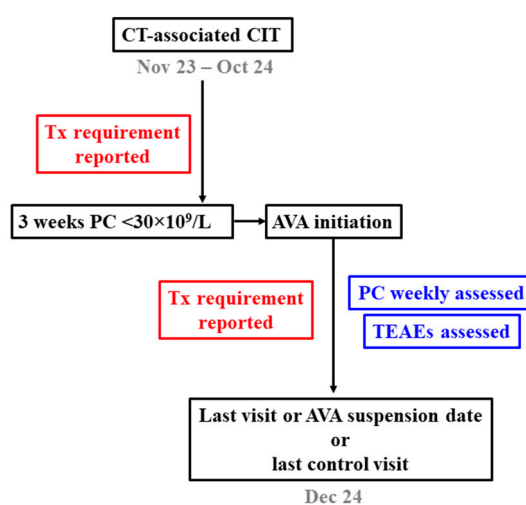 CT-associated CIT
Nov 23 – Oct 24
Tx requirement
reported
3 weeks PC <30×10⁹/L
AVA initiation
Tx requirement
reported
PC weekly assessed
TEAEs assessed
Last visit or AVA suspension date
or
last control visit
Dec 24